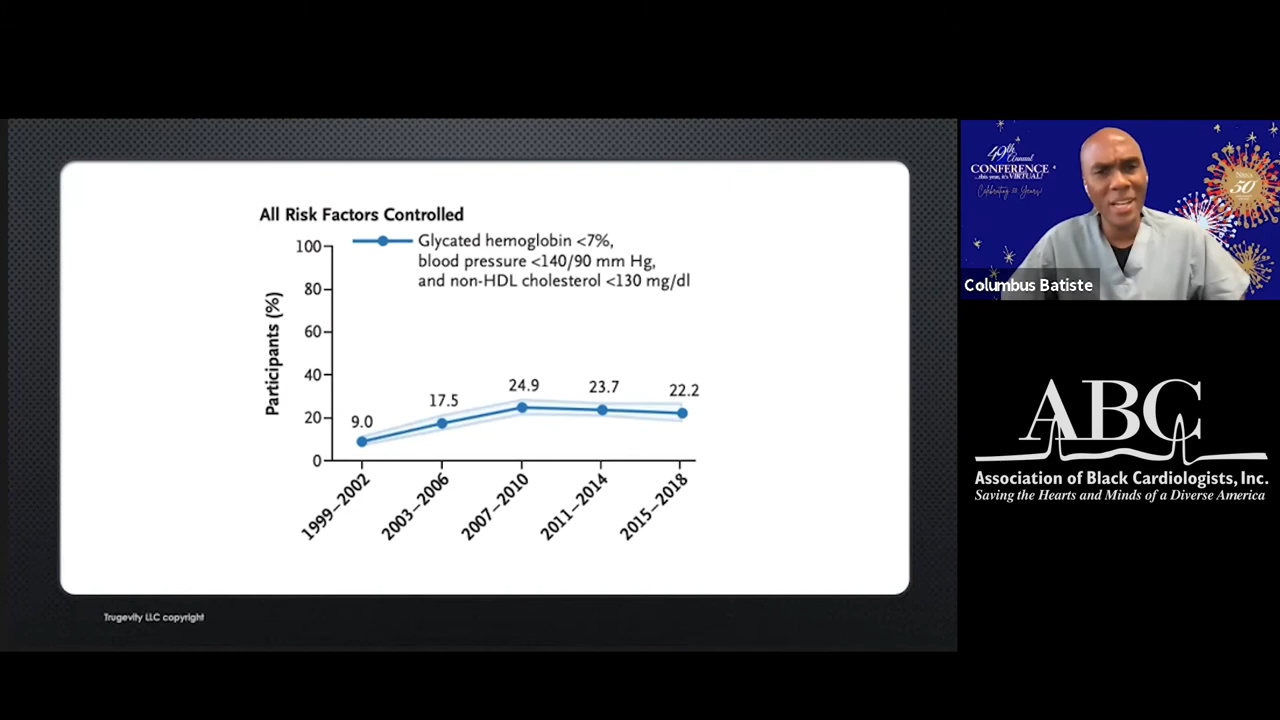 All Risk Factors Controlled
Glycated hemoglobin <7%,
blood pressure <140/90 mm Hg,
and non-HDL cholesterol <130 mg/dl
Participants (%)
100
80
60
40
20
0
9.0
17.5
24.9
23.7
22.2
1999–2002
2003–2006
2007–2010
2011–2014
2015–2018
Trugevity LLC copyright
49th
Annual
CONFERENCE
...this year, it's VIRTUAL!
Celebrating 50 Years!
50
Columbus Batiste
ABC
Association of Black Cardiologists, Inc.
Saving the Hearts and Minds of a Diverse America